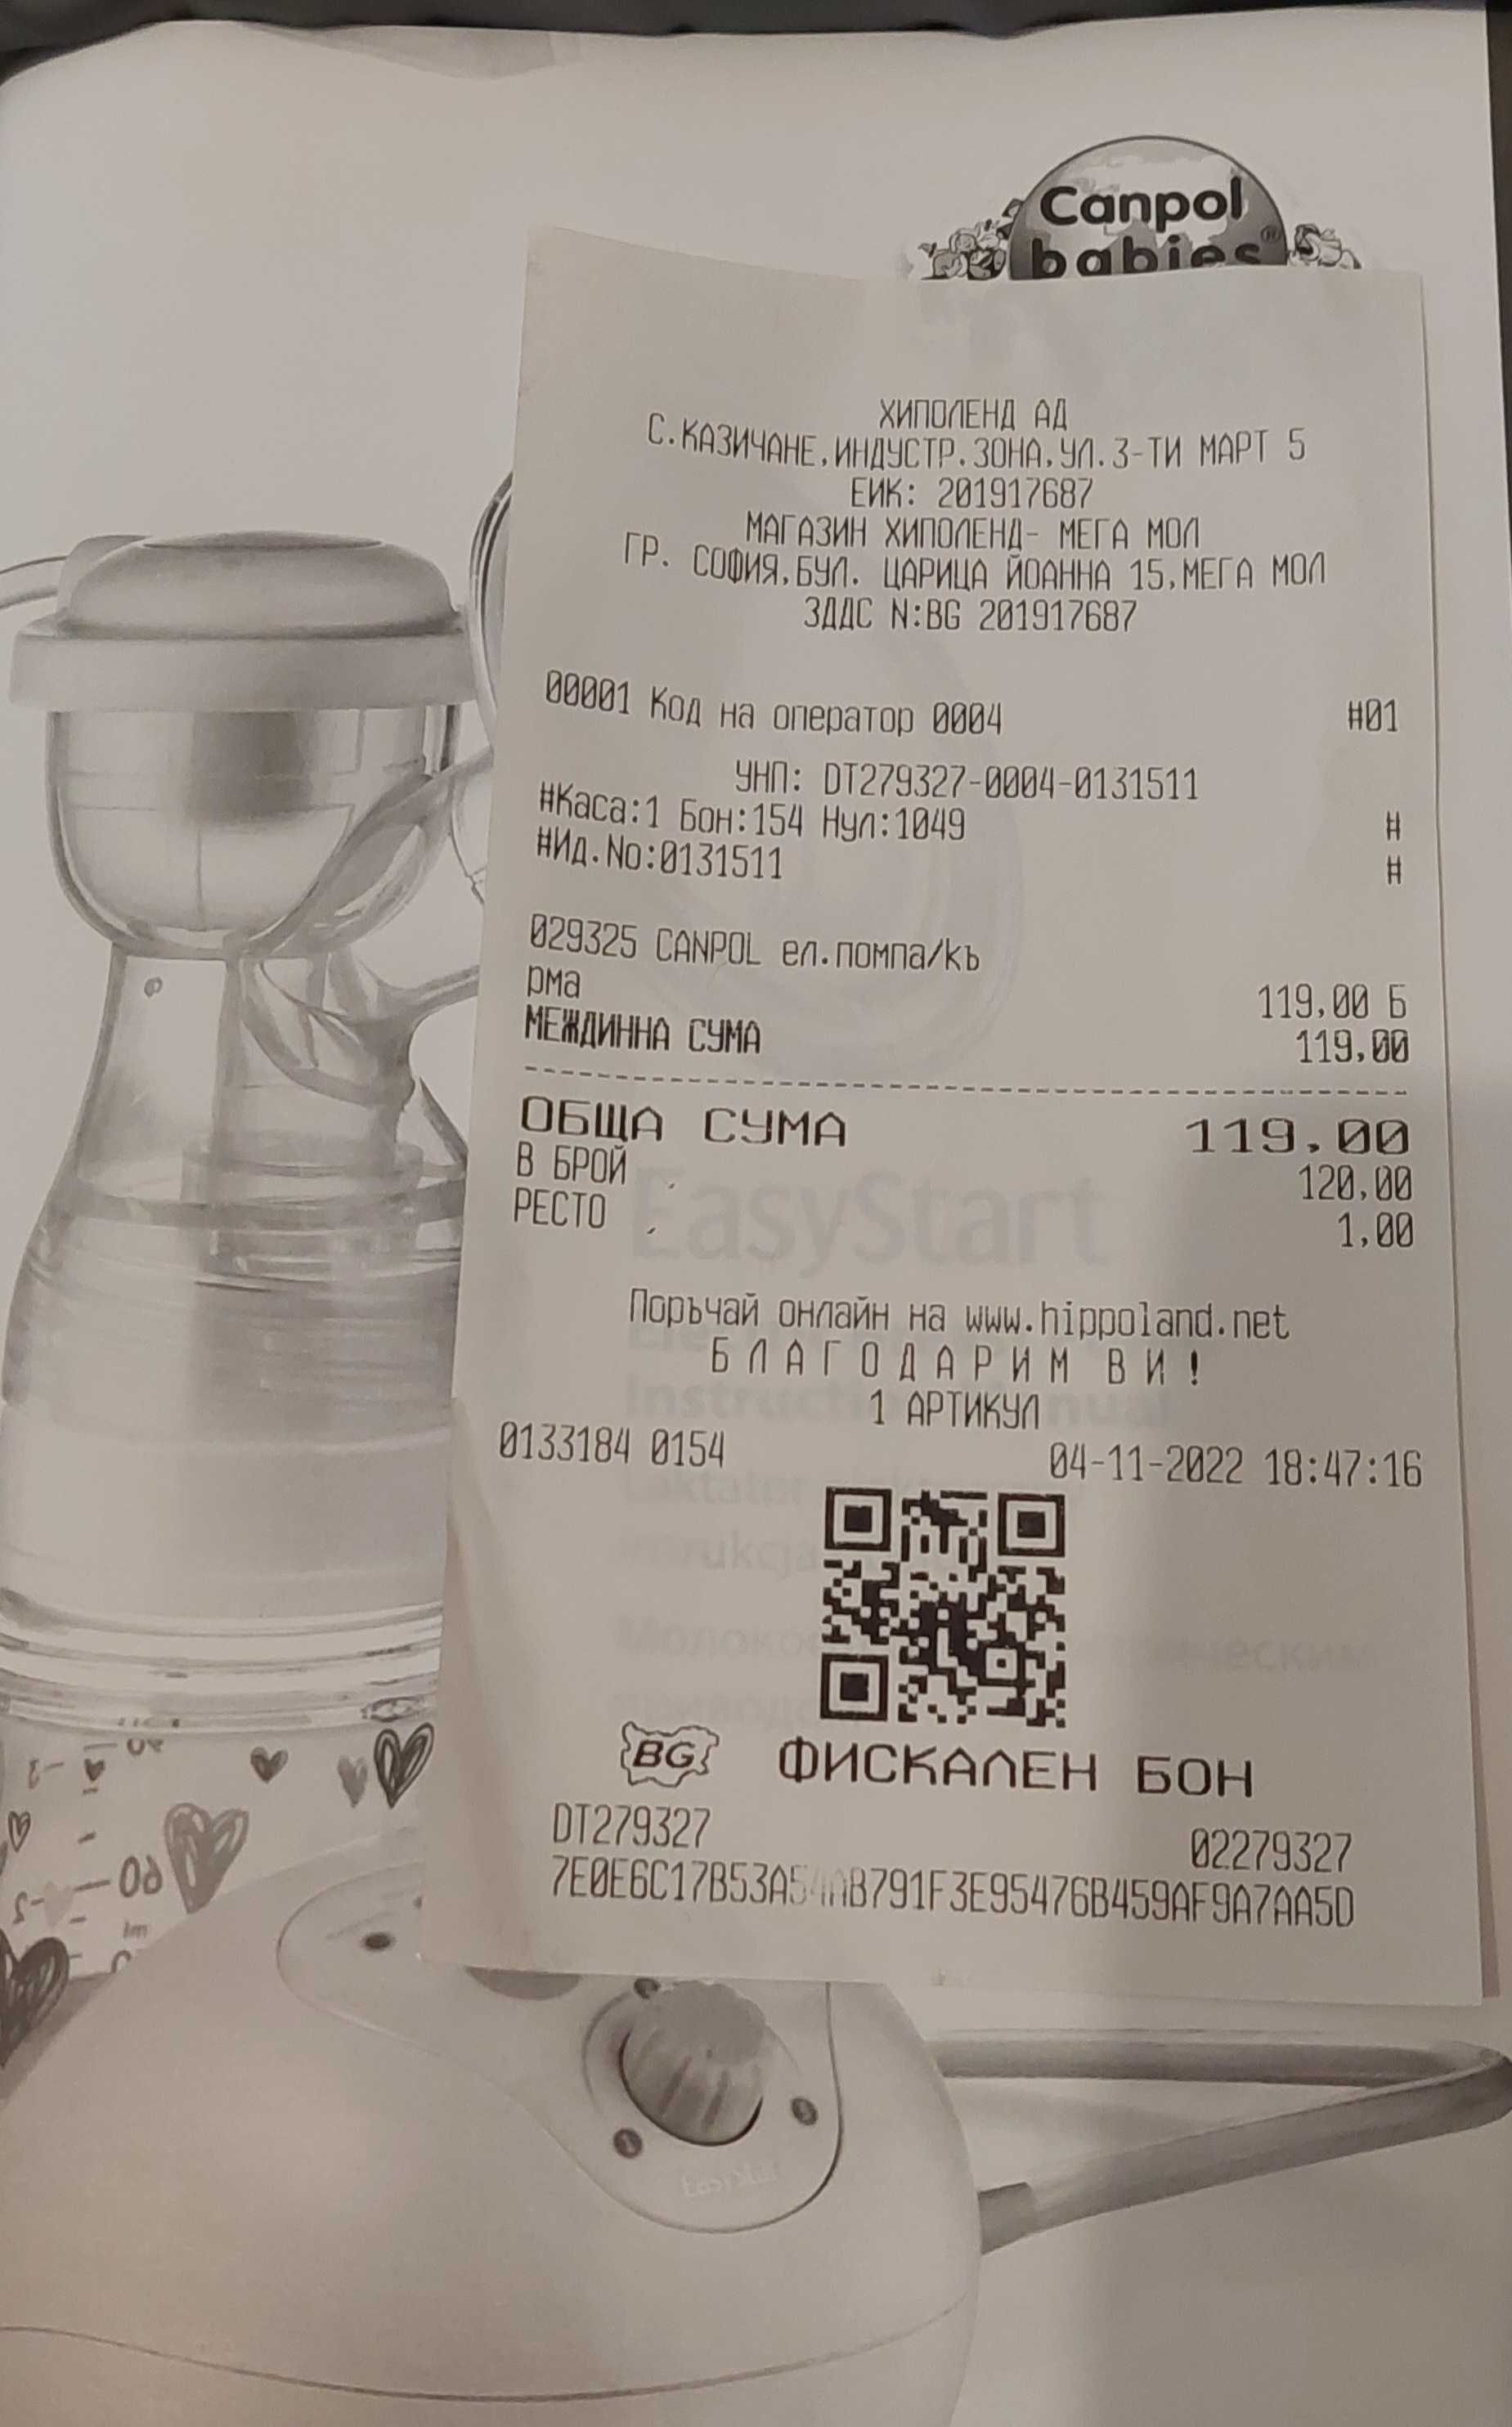 Canpol
babies®
ХИПОЛЕНД АД
С.КАЗИЧАНЕ,ИНДУСТР.ЗОНА,УЛ.3-ТИ МАРТ 5
ЕИК: 201917687
МАГАЗИН ХИПОЛЕНД- МЕГА МОЛ
ГР. СОФИЯ,БУЛ. ЦАРИЦА ЙОАННА 15,МЕГА МОЛ
ЗДДС N:BG 201917687
00001 Код на оператор 0004 #01
УНП: DT279327-0004-0131511
#Каса:1 Бон:154 Нул:1049 #
#Ид.No:0131511 #
029325 CANPOL ел.помпа/къ
рма 119,00 Б
МЕЖДИННА СУМА 119,00
ОБЩА СУМА 119.00
В БРОЙ 120,00
РЕСТО 1,00
EasyStart
Поръчай онлайн на www.hippoland.net
Б Л А Г О Д А Р И М В И !
1 АРТИКУЛ
0133184 0154 04-11-2022 18:47:16
BG ФИСКАЛЕН БОН
DT279327 02279327